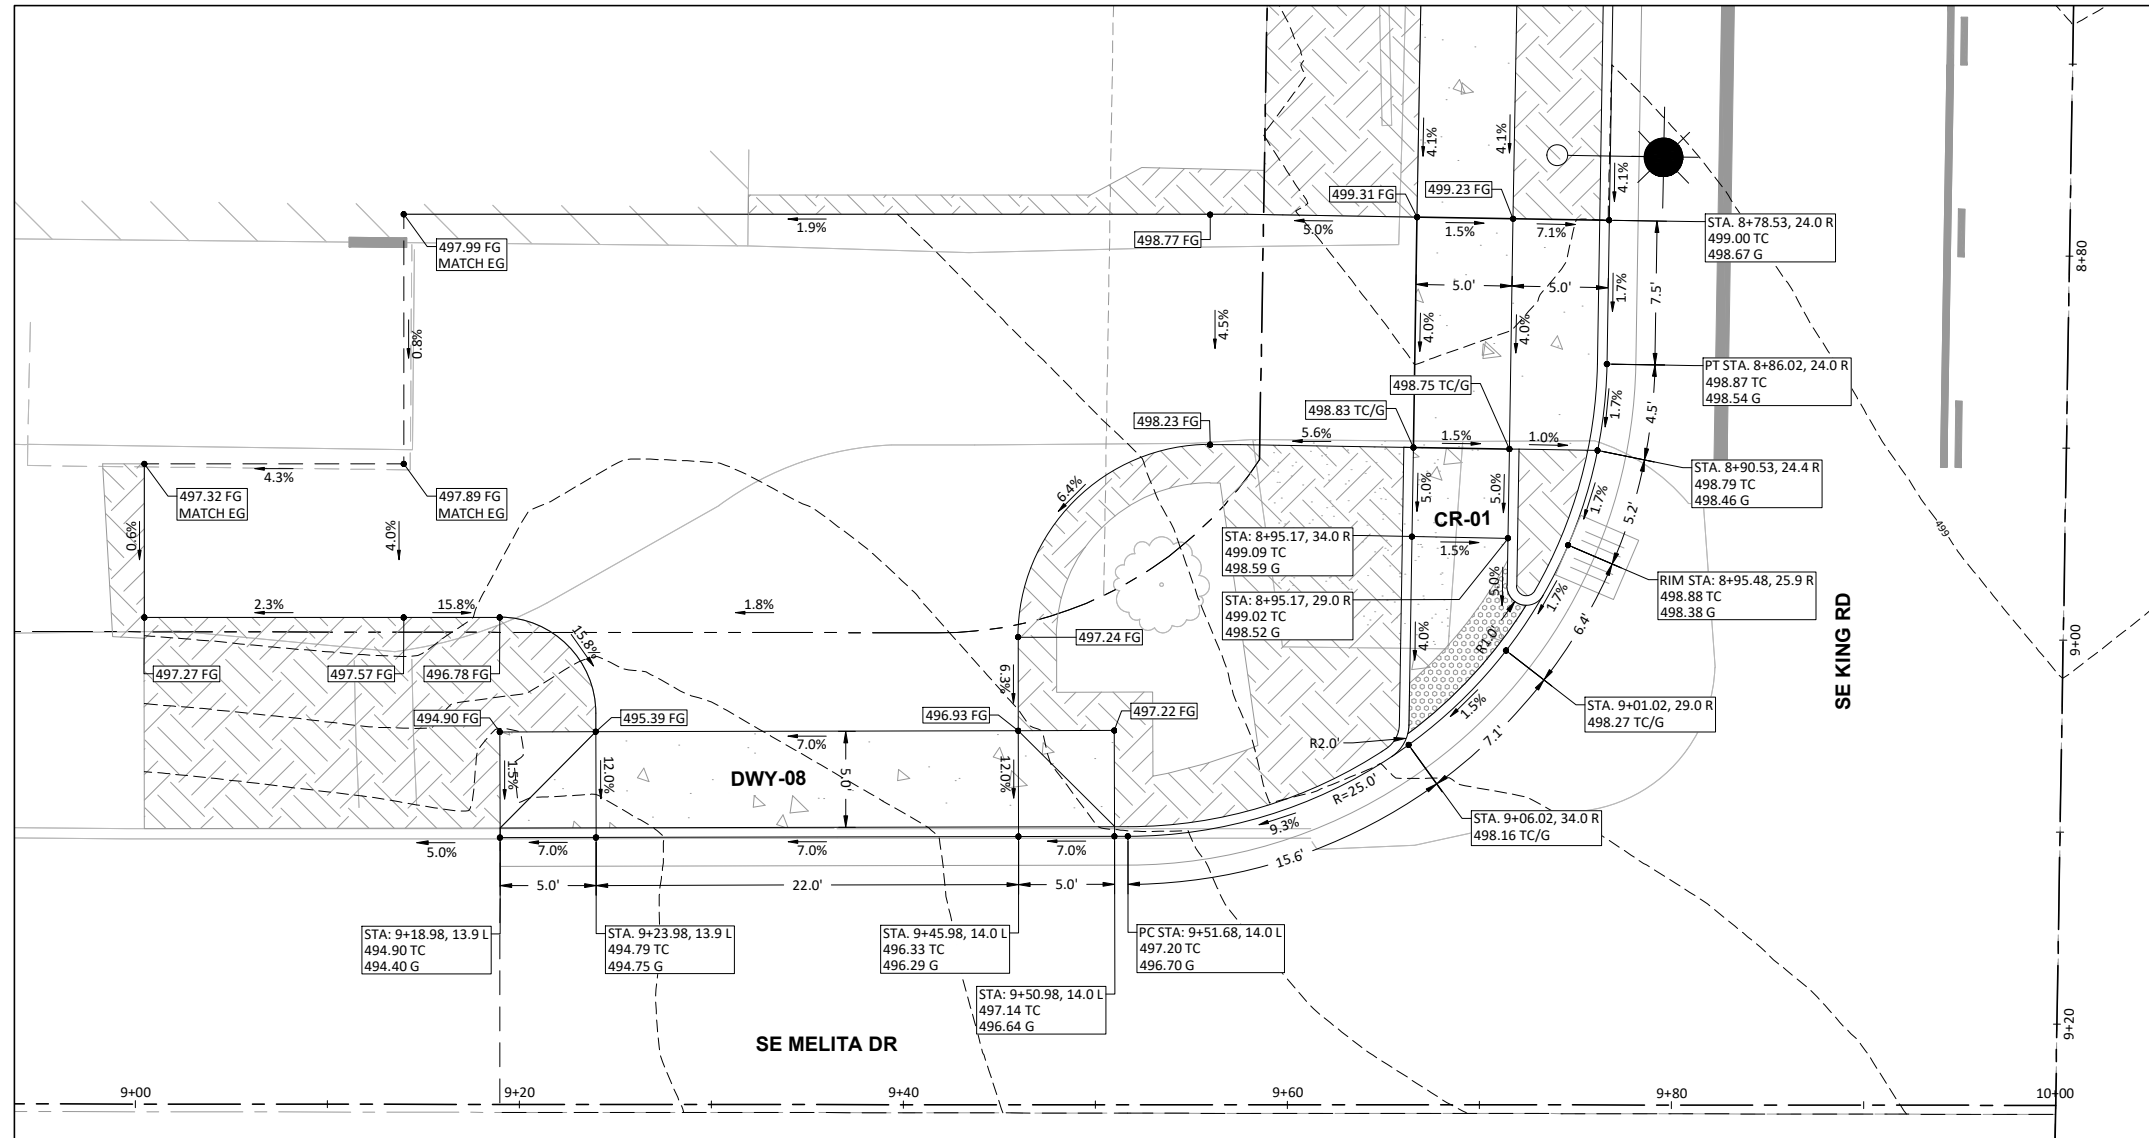 4.1%
4.1%
4.1%
499.31 FG
499.23 FG
STA. 8+78.53, 24.0 R
499.00 TC
498.67 G
497.99 FG
MATCH EG
1.9%
498.77 FG
5.0%
1.5%
7.1%
8+80
5.0'
5.0'
1.7%
7.5'
0.8%
4.5%
4.0%
4.0%
PT STA. 8+86.02, 24.0 R
498.87 TC
498.54 G
498.75 TC/G
498.83 TC/G
498.23 FG
1.7%
4.5'
5.6%
1.5%
1.0%
STA. 8+90.53, 24.4 R
498.79 TC
498.46 G
4.3%
497.32 FG
MATCH EG
497.89 FG
MATCH EG
6.4%
5.0%
5.0%
1.7%
5.2'
CR-01
0.6%
4.0%
STA: 8+95.17, 34.0 R
499.09 TC
498.59 G
1.5%
499
STA: 8+95.17, 29.0 R
499.02 TC
498.52 G
5.0%
1.7%
RIM STA: 8+95.48, 25.9 R
498.88 TC
498.38 G
SE KING RD
2.3%
15.8%
1.8%
15.8%
497.24 FG
4.0%
R1.0'
6.4'
9+00
497.27 FG
497.57 FG
496.78 FG
6.3%
494.90 FG
495.39 FG
496.93 FG
497.22 FG
1.5%
STA. 9+01.02, 29.0 R
498.27 TC/G
7.0%
R2.0'
7.1'
1.5%
12.0%
DWY-08
5.0'
12.0%
R=25.0'
STA. 9+06.02, 34.0 R
498.16 TC/G
9.3%
5.0%
7.0%
7.0%
7.0%
15.6'
5.0'
22.0'
5.0'
STA: 9+18.98, 13.9 L
494.90 TC
494.40 G
STA. 9+23.98, 13.9 L
494.79 TC
494.75 G
STA. 9+45.98, 14.0 L
496.33 TC
496.29 G
PC STA: 9+51.68, 14.0 L
497.20 TC
496.70 G
STA: 9+50.98, 14.0 L
497.14 TC
496.64 G
9+20
SE MELITA DR
9+00
9+20
9+40
9+60
9+80
10+00